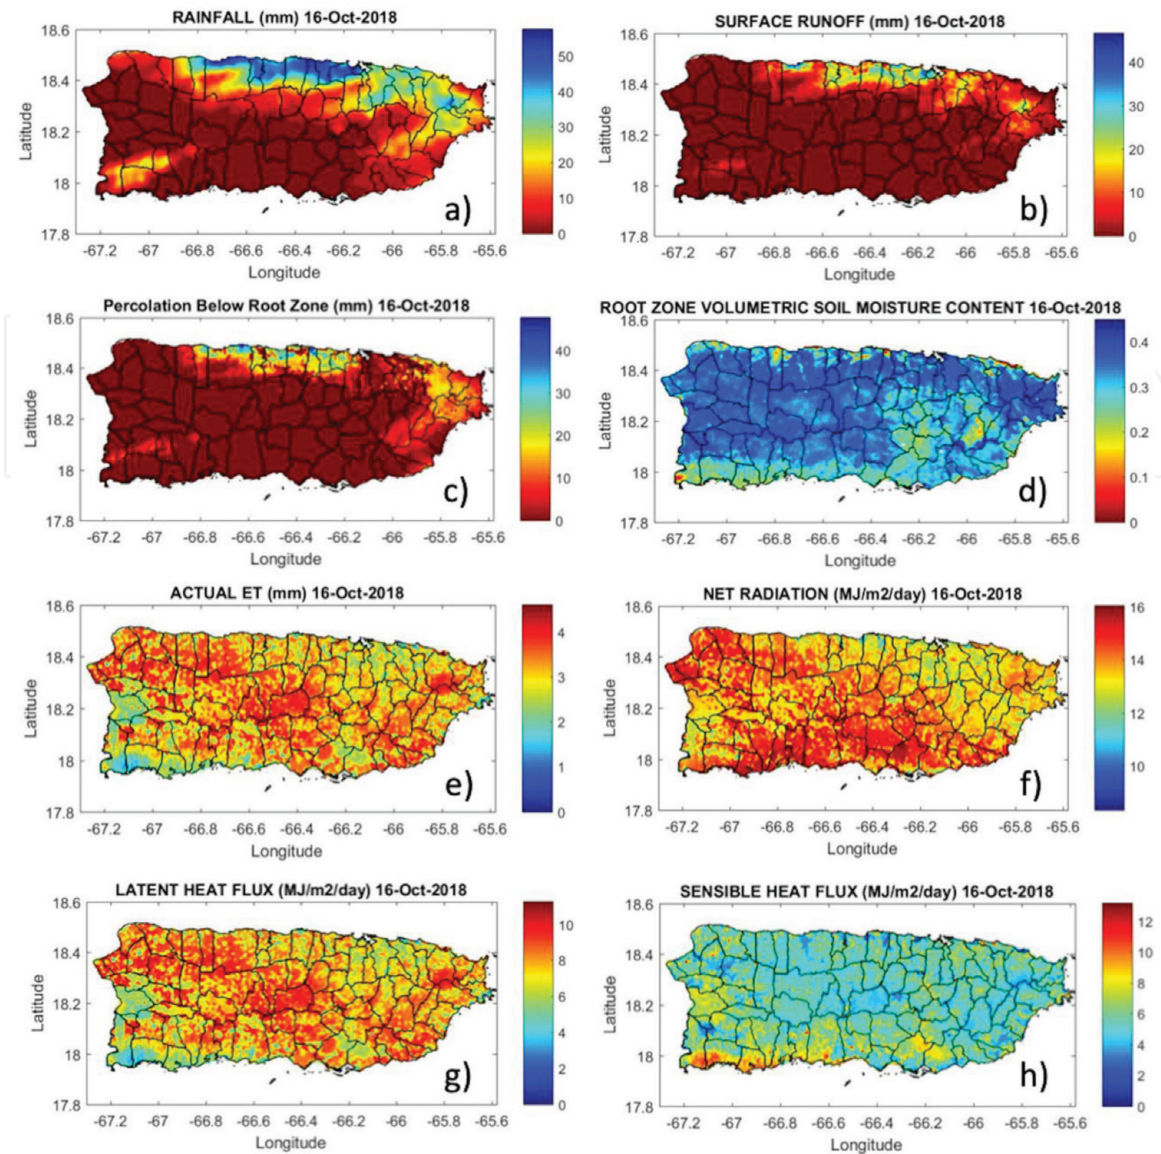 RAINFALL (mm) 16-Oct-2018
18.6
18.4
18.2
18
17.8
Latitude
-67.2 -67 -66.8 -66.6 -66.4 -66.2 -66 -65.8 -65.6
Longitude
50
40
30
20
10
0
a)
SURFACE RUNOFF (mm) 16-Oct-2018
18.6
18.4
18.2
18
17.8
Latitude
-67.2 -67 -66.8 -66.6 -66.4 -66.2 -66 -65.8 -65.6
Longitude
40
30
20
10
0
b)
Percolation Below Root Zone (mm) 16-Oct-2018
18.6
18.4
18.2
18
17.8
Latitude
-67.2 -67 -66.8 -66.6 -66.4 -66.2 -66 -65.8 -65.6
Longitude
40
30
20
10
0
c)
ROOT ZONE VOLUMETRIC SOIL MOISTURE CONTENT 16-Oct-2018
18.6
18.4
18.2
18
17.8
Latitude
-67.2 -67 -66.8 -66.6 -66.4 -66.2 -66 -65.8 -65.6
Longitude
0.4
0.3
0.2
0.1
0
d)
ACTUAL ET (mm) 16-Oct-2018
18.6
18.4
18.2
18
17.8
Latitude
-67.2 -67 -66.8 -66.6 -66.4 -66.2 -66 -65.8 -65.6
Longitude
4
3
2
1
0
e)
NET RADIATION (MJ/m2/day) 16-Oct-2018
18.6
18.4
18.2
18
17.8
Latitude
-67.2 -67 -66.8 -66.6 -66.4 -66.2 -66 -65.8 -65.6
Longitude
16
14
12
10
f)
LATENT HEAT FLUX (MJ/m2/day) 16-Oct-2018
18.6
18.4
18.2
18
17.8
Latitude
-67.2 -67 -66.8 -66.6 -66.4 -66.2 -66 -65.8 -65.6
Longitude
10
8
6
4
2
0
g)
SENSIBLE HEAT FLUX (MJ/m2/day) 16-Oct-2018
18.6
18.4
18.2
18
17.8
Latitude
-67.2 -67 -66.8 -66.6 -66.4 -66.2 -66 -65.8 -65.6
Longitude
12
10
8
6
4
2
0
h)